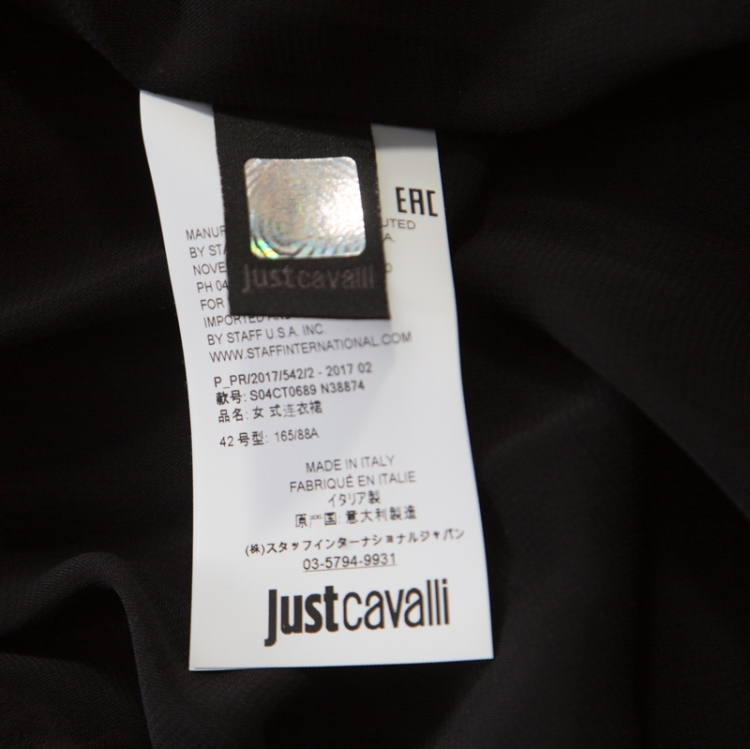 EAC
MANUF UTED
BY STA A.
NOVE
PH 04 0
FOR
IMPORTED AND
BY STAFF U.S.A. INC.
WWW.STAFFINTERNATIONAL.COM
justcavalli
P_PR/2017/542/2 - 2017 02
款号: S04CT0689 N38874
品名: 女 式连衣裙
42 号型: 165/88A
MADE IN ITALY
FABRIQUÉ EN ITALIE
イタリア製
原产国: 意大利製造
(株)スタッフインターナショナルジャパン
03-5794-9931
justcavalli